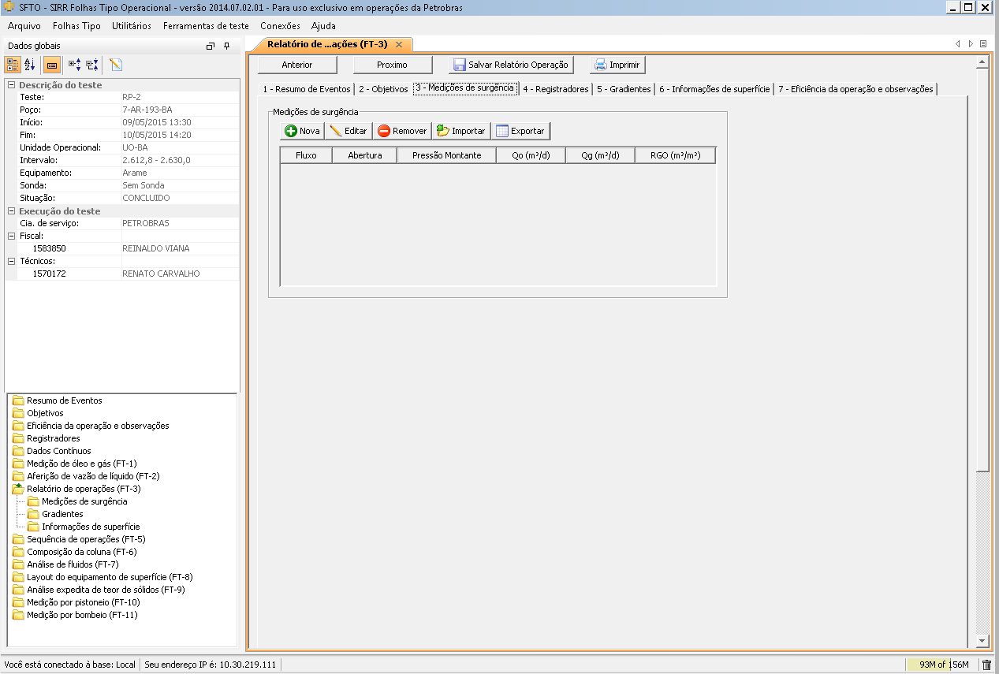 SFTO - SIRR Folhas Tipo Operacional - versão 2014.07.02.01 - Para uso exclusivo em operações da Petrobras
Arquivo Folhas Tipo Utilitários Ferramentas de teste Conexões Ajuda
Dados globais
Descrição do teste
Teste: RP-2
Poço: 7-AR-193-BA
Início: 09/05/2015 13:30
Fim: 10/05/2015 14:20
Unidade Operacional: UO-BA
Intervalo: 2.612,8 - 2.630,0
Equipamento: Arame
Sonda: Sem Sonda
Situação: CONCLUIDO
Execução do teste
Cia. de serviço: PETROBRAS
Fiscal:
1583850 REINALDO VIANA
Técnicos:
1570172 RENATO CARVALHO
Resumo de Eventos
Objetivos
Eficiência da operação e observações
Registradores
Dados Contínuos
Medição de óleo e gás (FT-1)
Aferição de vazão de líquido (FT-2)
Relatório de operações (FT-3)
Medições de surgência
Gradientes
Informações de superfície
Sequência de operações (FT-5)
Composição da coluna (FT-6)
Análise de fluidos (FT-7)
Layout do equipamento de superfície (FT-8)
Análise expedita de teor de sólidos (FT-9)
Medição por pistoneio (FT-10)
Medição por bombeio (FT-11)
Relatório de ...ações (FT-3)
Anterior Proximo Salvar Relatório Operação Imprimir
1 - Resumo de Eventos 2 - Objetivos 3 - Medições de surgência 4 - Registradores 5 - Gradientes 6 - Informações de superfície 7 - Eficiência da operação e observações
Medições de surgência
Nova Editar Remover Importar Exportar
Fluxo Abertura Pressão Montante Qo (m³/d) Qg (m³/d) RGO (m³/m³)
Você está conectado à base: Local Seu endereço IP é: 10.30.219.111 93M of 156M